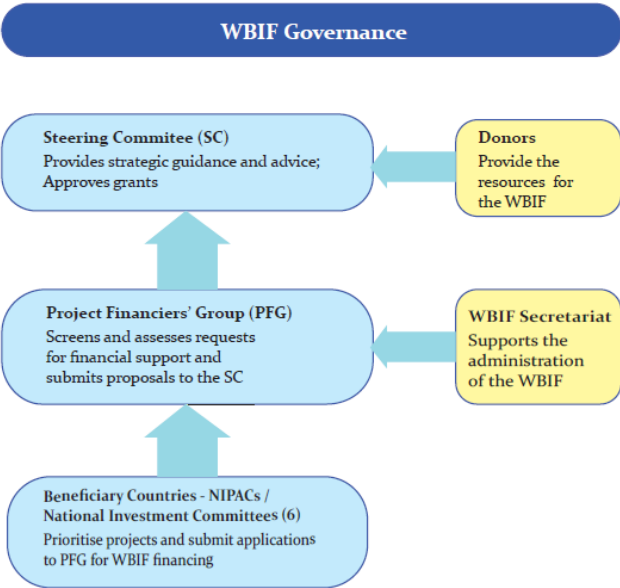 WBIF Governance
Steering Commitee (SC)
Provides strategic guidance and advice;
Approves grants
Donors
Provide the
resources for
the WBIF
Project Financiers' Group (PFG)
Screens and assesses requests
for financial support and
submits proposals to the SC
WBIF Secretariat
Supports the
administration
of the WBIF
Beneficiary Countries - NIPACs /
National Investment Committees (6)
Prioritise projects and submit applications
to PFG for WBIF financing